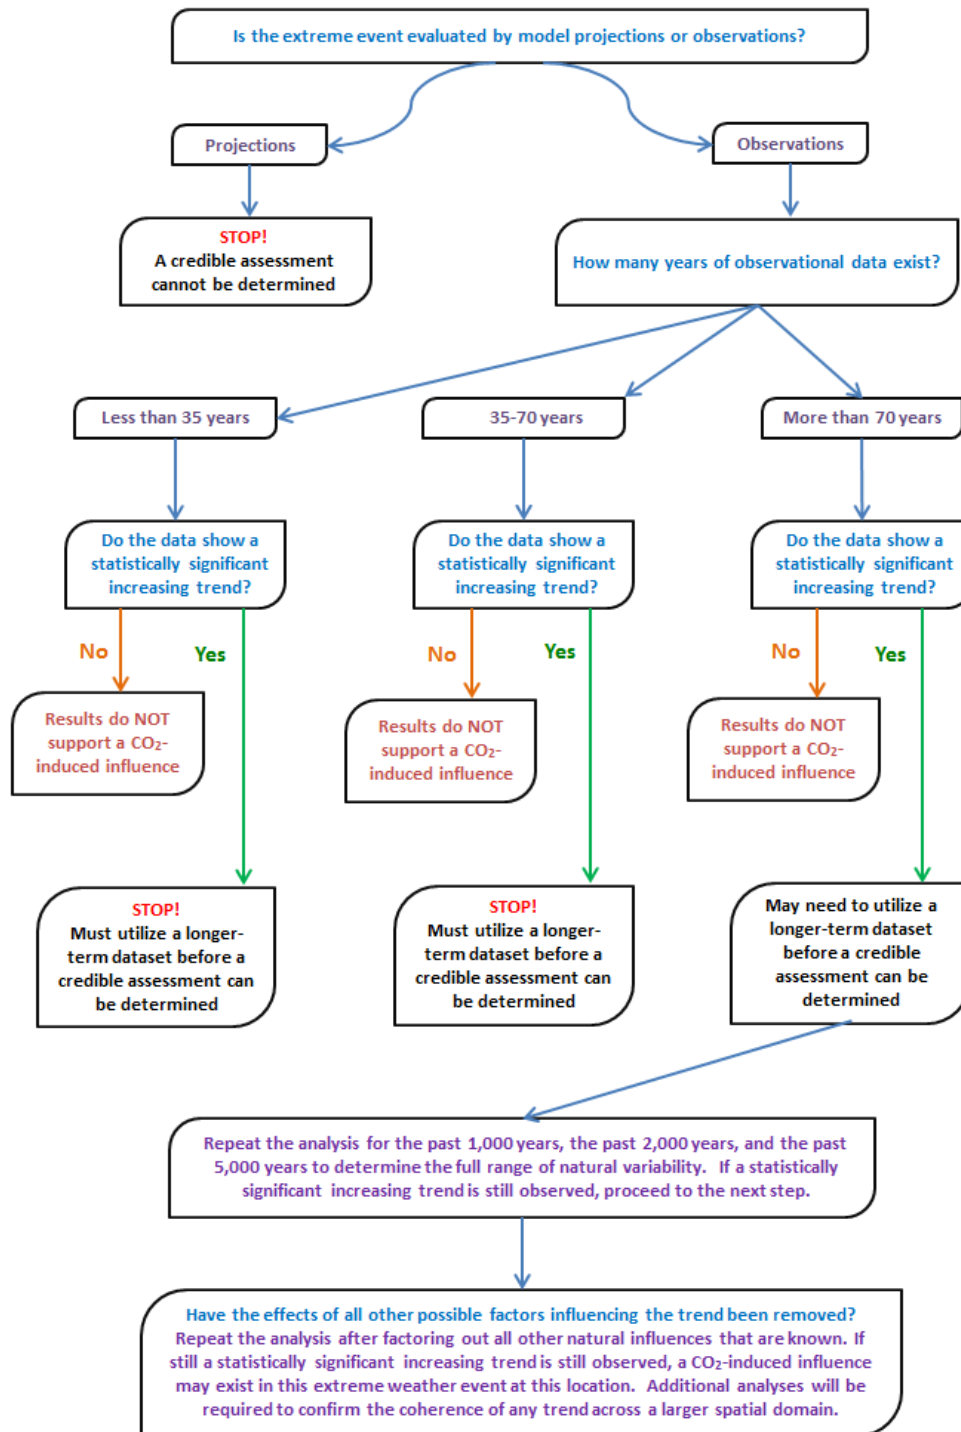 Is the extreme event evaluated by model projections or observations?
Projections
Observations
STOP!
A credible assessment
cannot be determined
How many years of observational data exist?
Less than 35 years
35-70 years
More than 70 years
Do the data show a
statistically significant
increasing trend?
Do the data show a
statistically significant
increasing trend?
Do the data show a
statistically significant
increasing trend?
No
Yes
No
Yes
No
Yes
Results do NOT
support a CO₂-
induced influence
Results do NOT
support a CO₂-
induced influence
Results do NOT
support a CO₂-
induced influence
STOP!
Must utilize a longer-
term dataset before a
credible assessment can
be determined
STOP!
Must utilize a longer-
term dataset before a
credible assessment can
be determined
May need to utilize a
longer-term dataset
before a credible
assessment can be
determined
Repeat the analysis for the past 1,000 years, the past 2,000 years, and the past
5,000 years to determine the full range of natural variability. If a statistically
significant increasing trend is still observed, proceed to the next step.
Have the effects of all other possible factors influencing the trend been removed?
Repeat the analysis after factoring out all other natural influences that are known. If
still a statistically significant increasing trend is still observed, a CO₂-induced influence
may exist in this extreme weather event at this location. Additional analyses will be
required to confirm the coherence of any trend across a larger spatial domain.